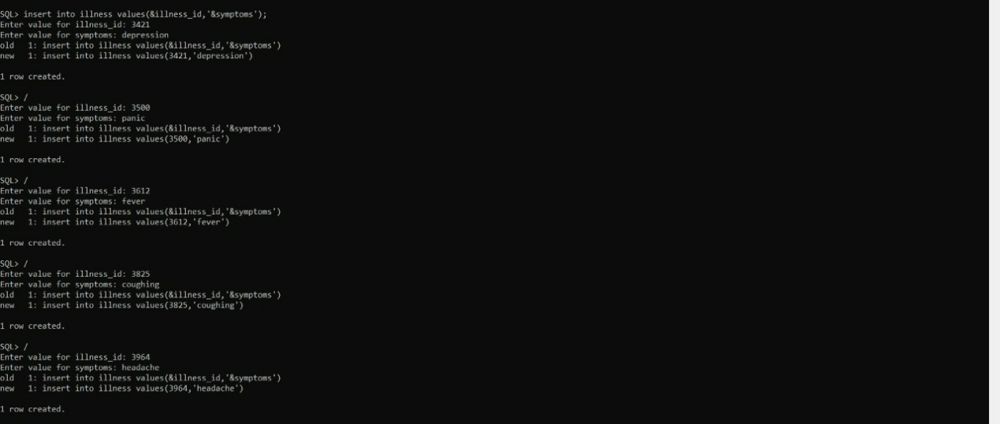 SQL> insert into illness values(&illness_id,'&symptoms');
Enter value for illness_id: 3421
Enter value for symptoms: depression
old   1: insert into illness values(&illness_id,'&symptoms')
new   1: insert into illness values(3421,'depression')
1 row created.
SQL> /
Enter value for illness_id: 3500
Enter value for symptoms: panic
old   1: insert into illness values(&illness_id,'&symptoms')
new   1: insert into illness values(3500,'panic')
1 row created.
SQL> /
Enter value for illness_id: 3612
Enter value for symptoms: fever
old   1: insert into illness values(&illness_id,'&symptoms')
new   1: insert into illness values(3612,'fever')
1 row created.
SQL> /
Enter value for illness_id: 3825
Enter value for symptoms: coughing
old   1: insert into illness values(&illness_id,'&symptoms')
new   1: insert into illness values(3825,'coughing')
1 row created.
SQL> /
Enter value for illness_id: 3964
Enter value for symptoms: headache
old   1: insert into illness values(&illness_id,'&symptoms')
new   1: insert into illness values(3964,'headache')
1 row created.